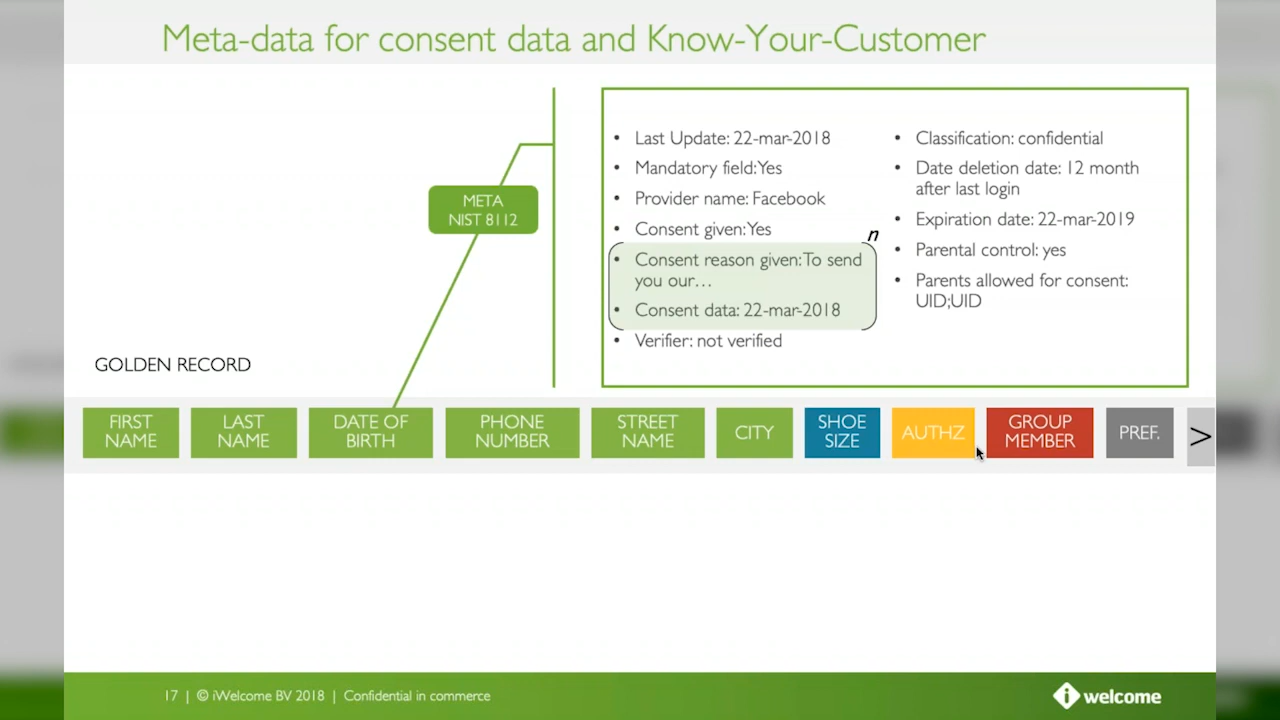 Meta-data for consent data and Know-Your-Customer
META
NIST 8112
• Last Update: 22-mar-2018
• Mandatory field:Yes
• Provider name: Facebook
• Consent given:Yes
n
• Consent reason given:To send
you our…
• Consent data: 22-mar-2018
• Verifier: not verified
• Classification: confidential
• Date deletion date: 12 month
after last login
• Expiration date: 22-mar-2019
• Parental control: yes
• Parents allowed for consent:
UID;UID
GOLDEN RECORD
FIRST
NAME
LAST
NAME
DATE OF
BIRTH
PHONE
NUMBER
STREET
NAME
CITY
SHOE
SIZE
AUTHZ
GROUP
MEMBER
PREF.
>
17 | © iWelcome BV 2018 | Confidential in commerce
i welcome